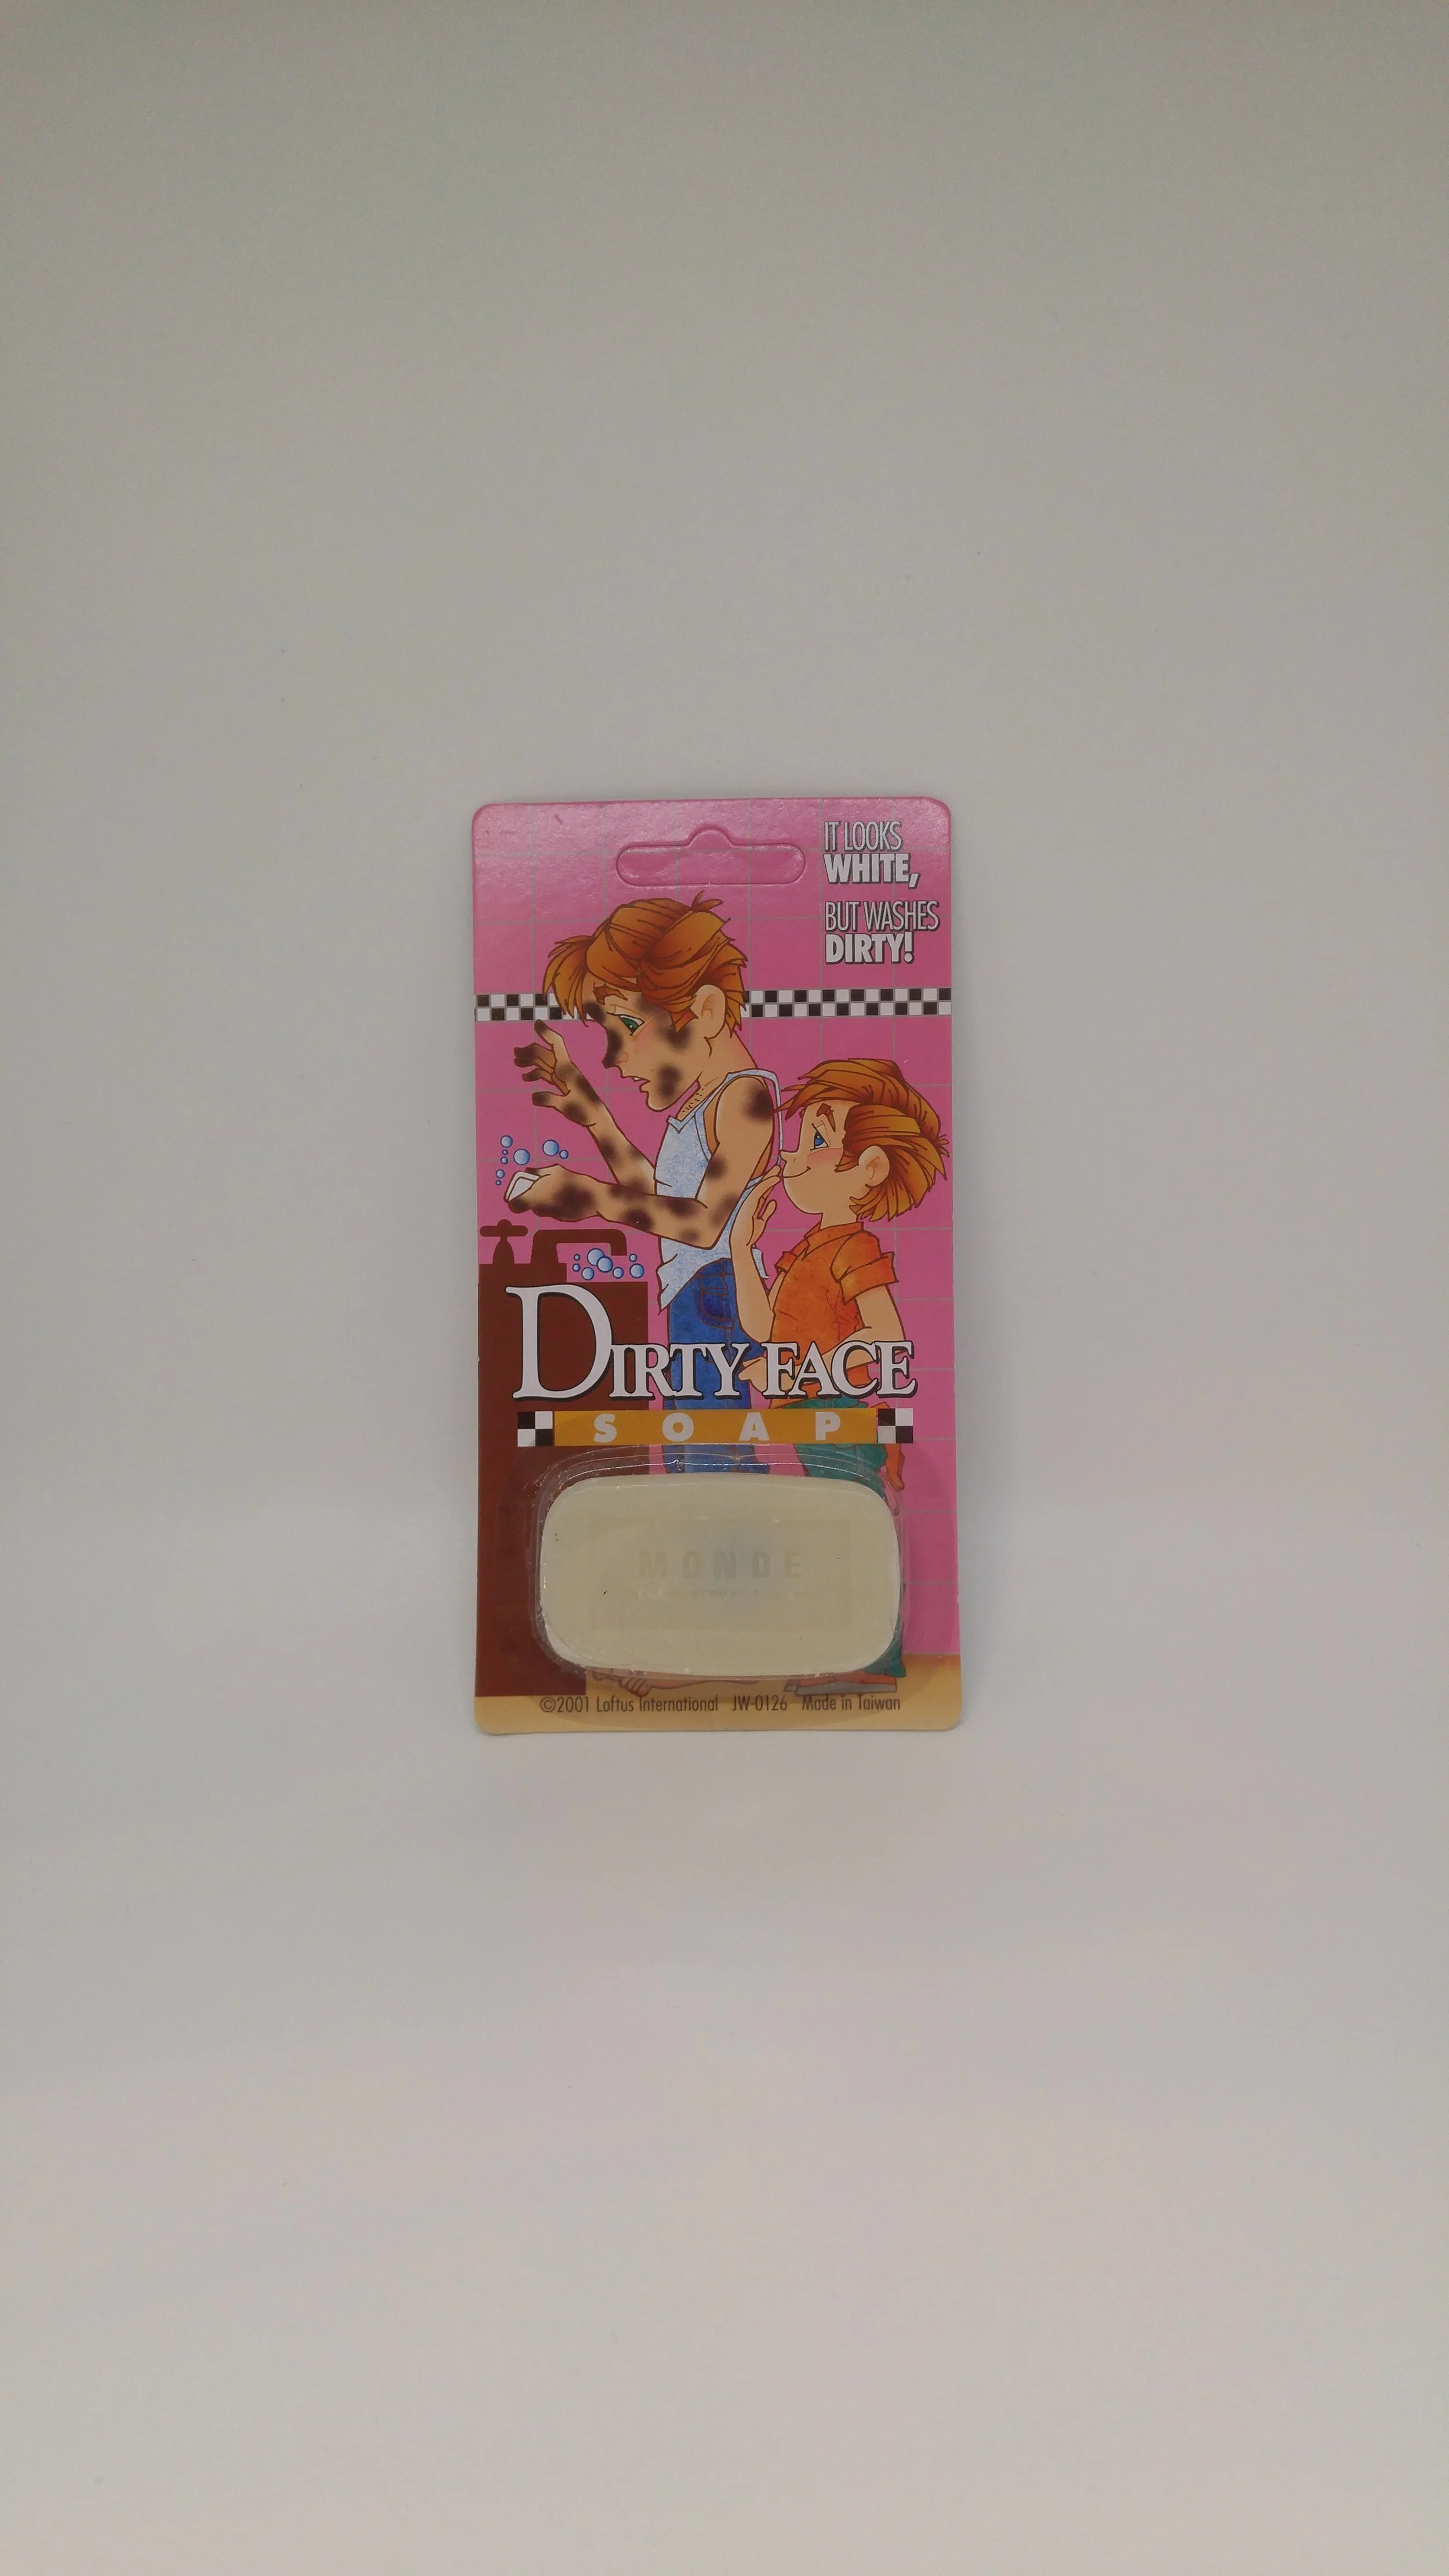 IT LOOKS
WHITE,
BUT WASHES
DIRTY!
DIRTY FACE
SOAP
MONDE
©2001 Loftus International JW-0126 Made in Taiwan